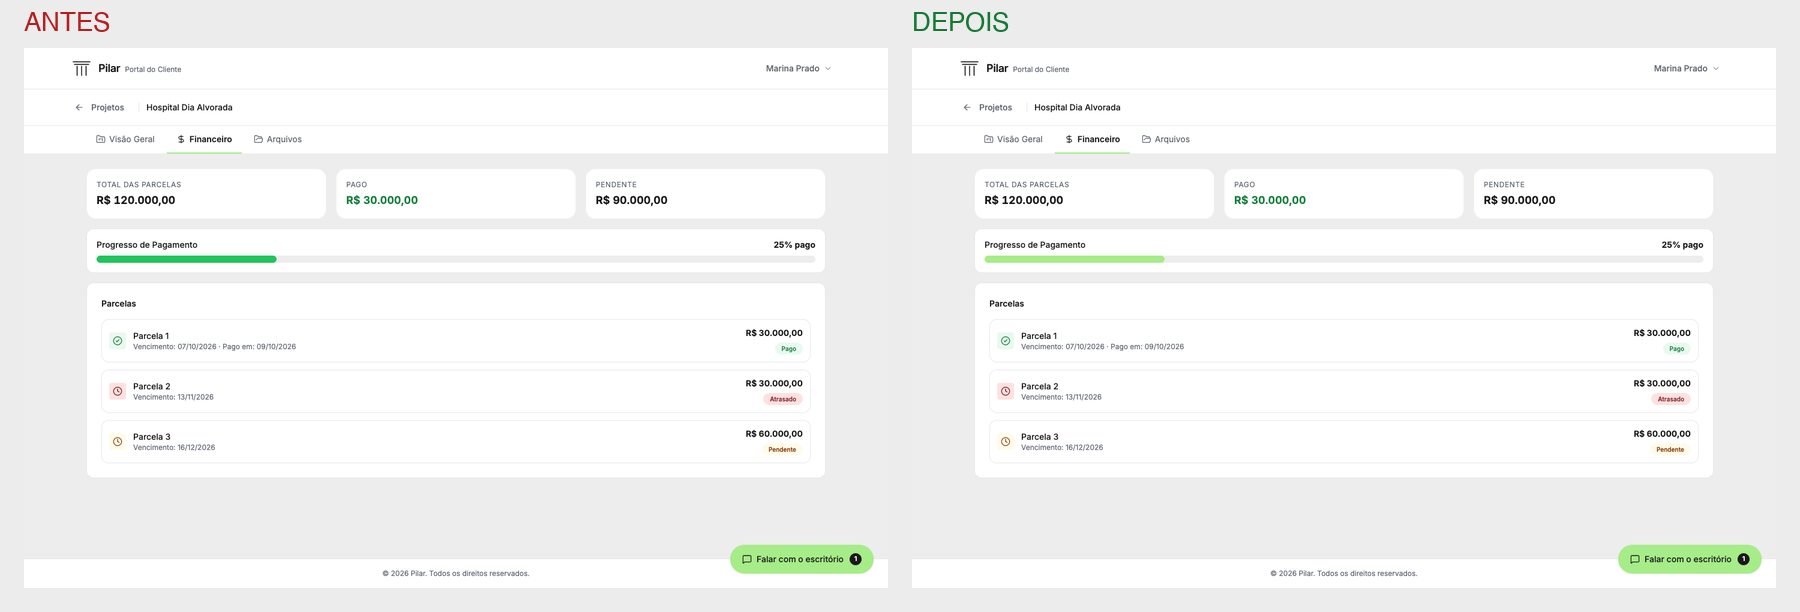 ANTES
Pilar Portal do Cliente
Marina Prado
Projetos
Hospital Dia Alvorada
Visão Geral
Financeiro
Arquivos
TOTAL DAS PARCELAS
R$ 120.000,00
PAGO
R$ 30.000,00
PENDENTE
R$ 90.000,00
Progresso de Pagamento
25% pago
Parcelas
Parcela 1
Vencimento: 07/10/2026 · Pago em: 09/10/2026
R$ 30.000,00
Pago
Parcela 2
Vencimento: 13/11/2026
R$ 30.000,00
Atrasado
Parcela 3
Vencimento: 16/12/2026
R$ 60.000,00
Pendente
Falar com o escritório 1
© 2026 Pilar. Todos os direitos reservados.
DEPOIS
Pilar Portal do Cliente
Marina Prado
Projetos
Hospital Dia Alvorada
Visão Geral
Financeiro
Arquivos
TOTAL DAS PARCELAS
R$ 120.000,00
PAGO
R$ 30.000,00
PENDENTE
R$ 90.000,00
Progresso de Pagamento
25% pago
Parcelas
Parcela 1
Vencimento: 07/10/2026 · Pago em: 09/10/2026
R$ 30.000,00
Pago
Parcela 2
Vencimento: 13/11/2026
R$ 30.000,00
Atrasado
Parcela 3
Vencimento: 16/12/2026
R$ 60.000,00
Pendente
Falar com o escritório 1
© 2026 Pilar. Todos os direitos reservados.